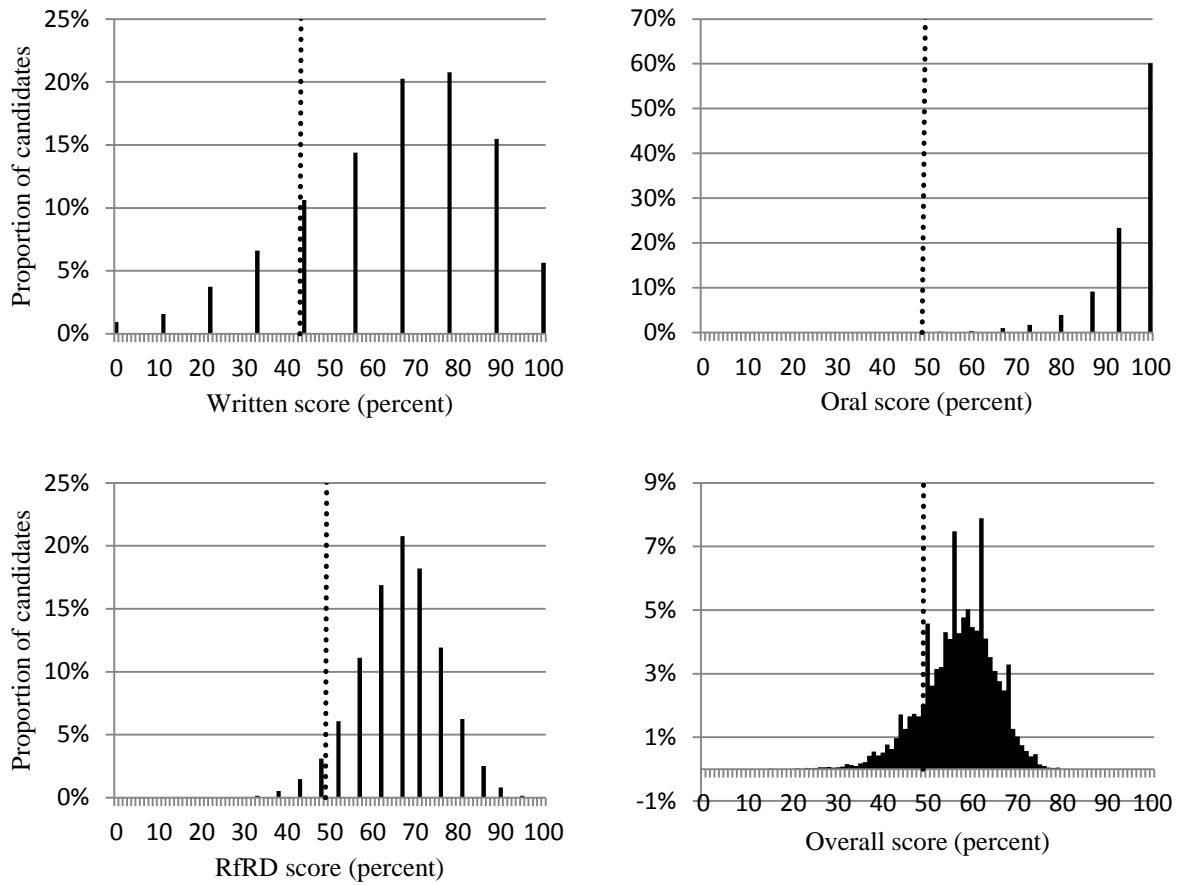 25%
20%
15%
10%
5%
0%
Proportion of candidates
0 10 20 30 40 50 60 70 80 90 100
Written score (percent)
70%
60%
50%
40%
30%
20%
10%
0%
0 10 20 30 40 50 60 70 80 90 100
Oral score (percent)
25%
20%
15%
10%
5%
0%
Proportion of candidates
0 10 20 30 40 50 60 70 80 90 100
RfRD score (percent)
9%
7%
5%
3%
1%
-1%
0 10 20 30 40 50 60 70 80 90 100
Overall score (percent)